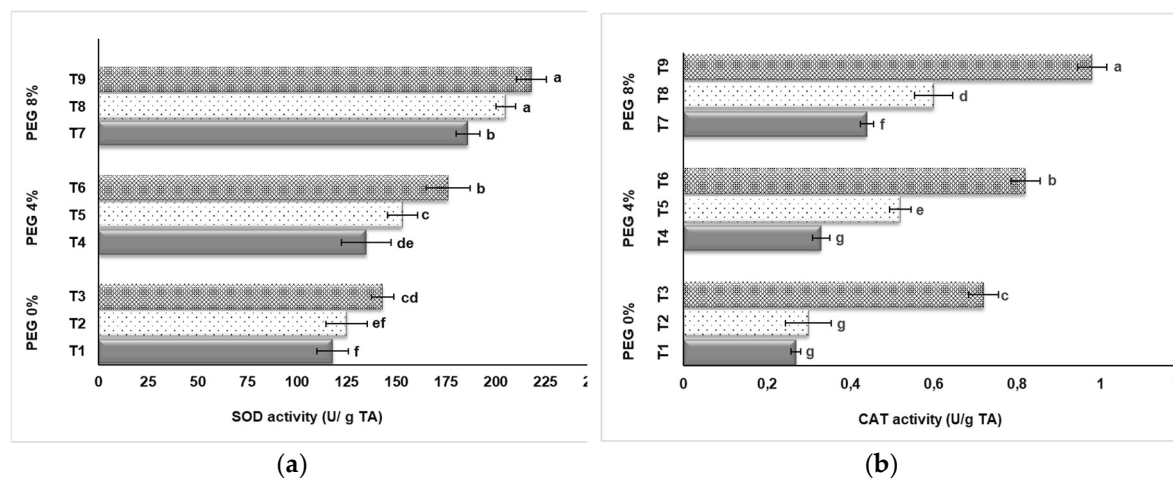 PEG 8%
T9
a
T8
a
T7
b
PEG 4%
T6
b
T5
c
T4
de
PEG 0%
T3
cd
T2
ef
T1
f
0 25 50 75 100 125 150 175 200 225
SOD activity (U/ g TA)
(a)
PEG 8%
T9
a
T8
d
T7
f
PEG 4%
T6
b
T5
e
T4
g
PEG 0%
T3
c
T2
g
T1
g
0 0,2 0,4 0,6 0,8 1
CAT activity (U/g TA)
(b)